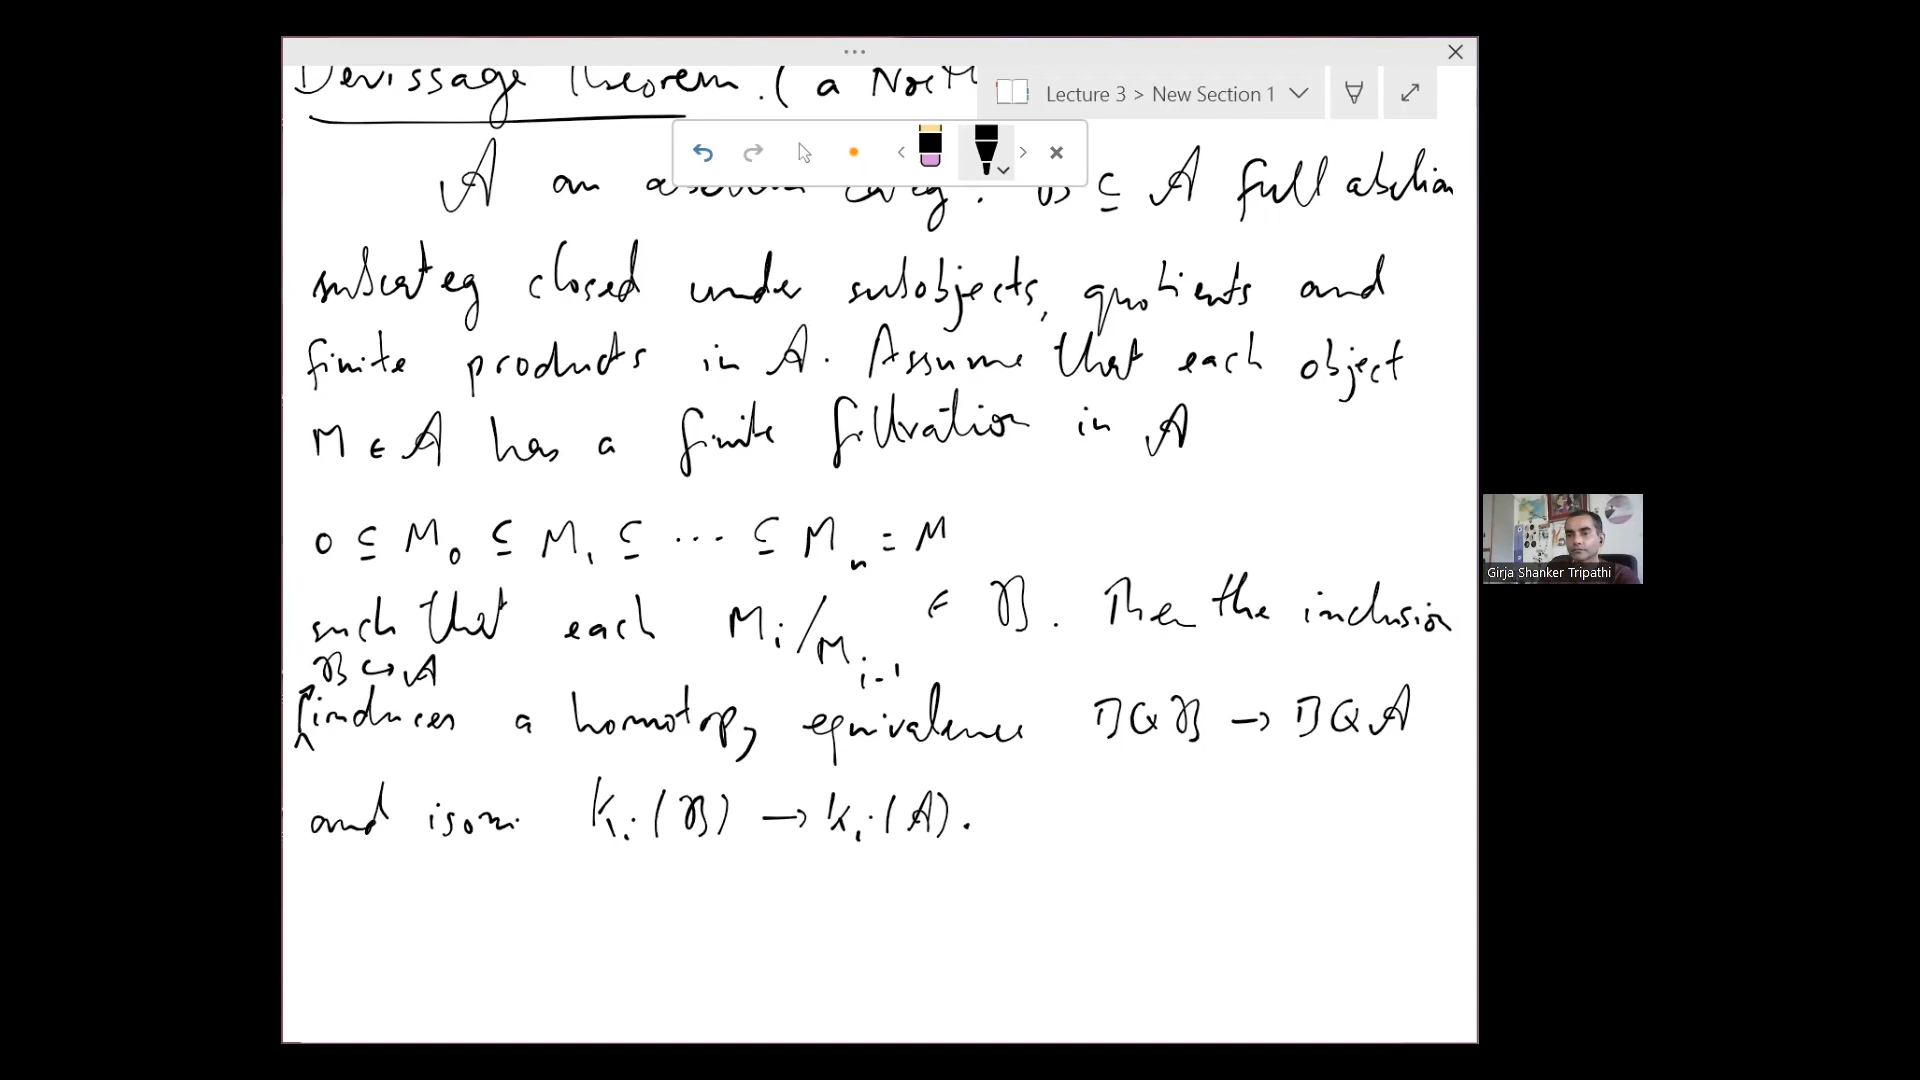 Devissage Theorem. ( a Noeth
Lecture 3 > New Section 1
𝒜 an categ. ℬ ⊆ 𝒜 full abelian
subcateg closed under subobjects, quotients and
finite products in 𝒜. Assume that each object
M ∈ 𝒜 has a finite filtration in 𝒜
0 ⊆ M₀ ⊆ M₁ ⊆ ··· ⊆ Mₙ = M
such that each Mᵢ/Mᵢ₋₁ ∈ ℬ. Then the inclusion
ℬ ↪ 𝒜
induces a homotopy equivalence BQℬ → BQ𝒜
and isom. Kᵢ(ℬ) → Kᵢ(𝒜).
Girja Shanker Tripathi